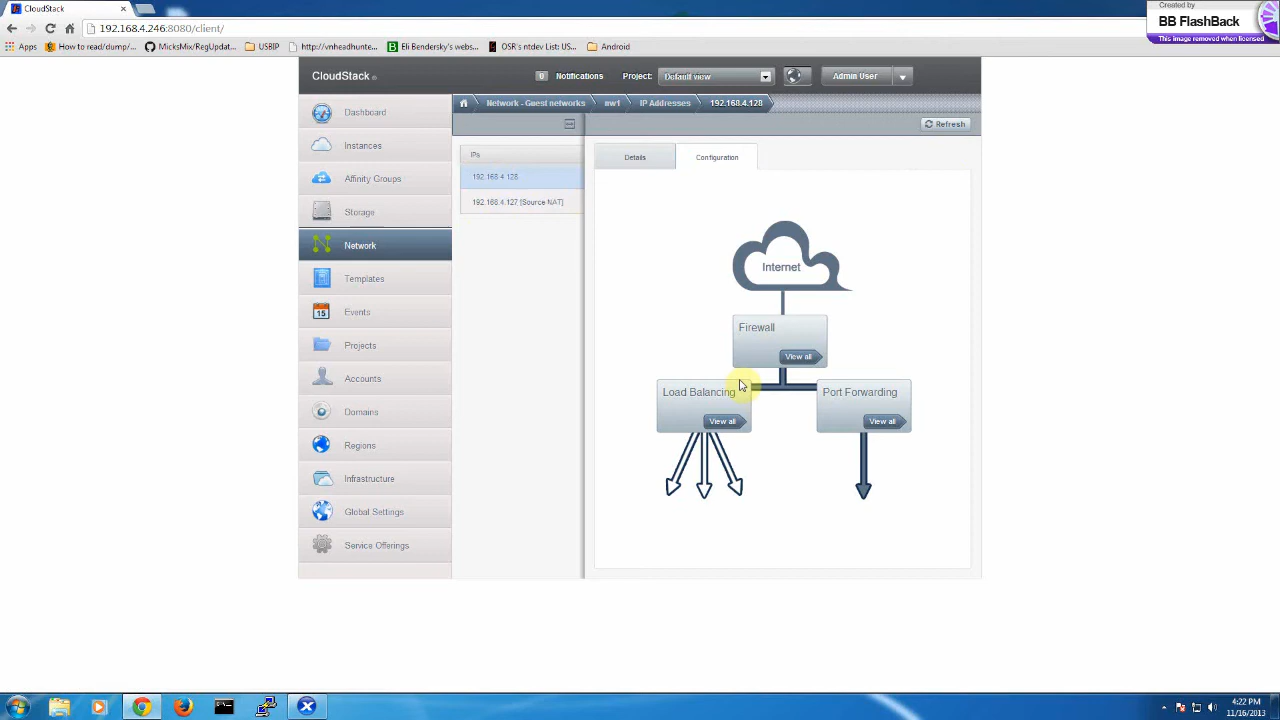 CloudStack
Created by
BB FlashBack
This image removed when licensed
192.168.4.246:8080/client/
Apps
How to read/dump/...
MicksMix/RegUpdat...
USBIP
http://vnheadhunte...
Eli Bendersky's webs...
OSR's ntdev List: US...
Android
CloudStack
0 Notifications
Project:
Default view
Admin User
Network - Guest networks
nw1
IP Addresses
192.168.4.128
Refresh
Dashboard
Instances
Affinity Groups
Storage
Network
Templates
15 Events
Projects
Accounts
Domains
Regions
Infrastructure
Global Settings
Service Offerings
IPs
192.168.4.128
192.168.4.127 [Source NAT]
Details
Configuration
Internet
Firewall
View all
Load Balancing
View all
Port Forwarding
View all
4:22 PM
11/16/2013